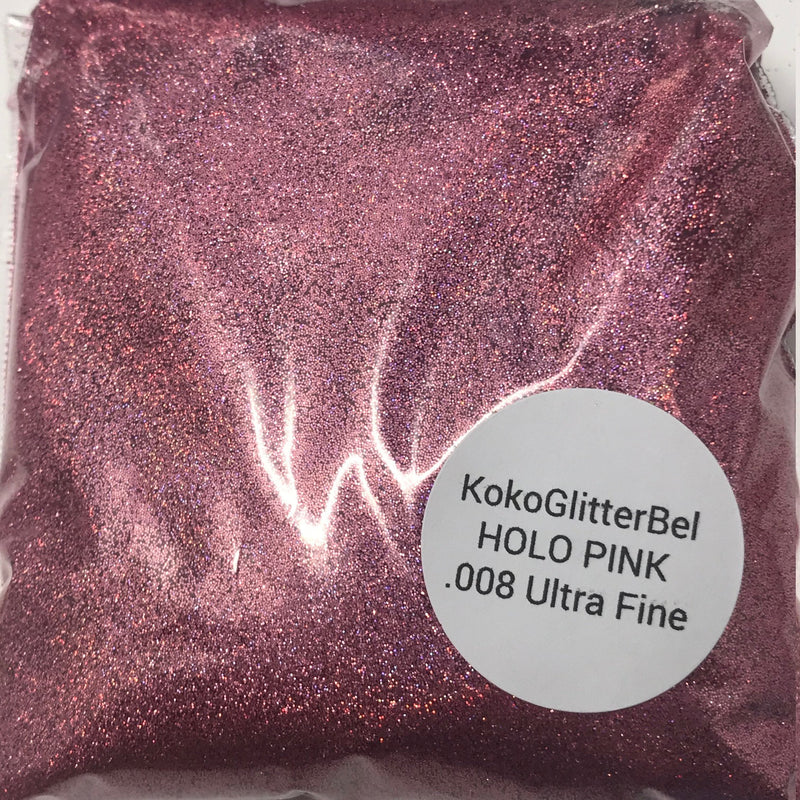 KokoGlitterBel
HOLO PINK
.008 Ultra Fine